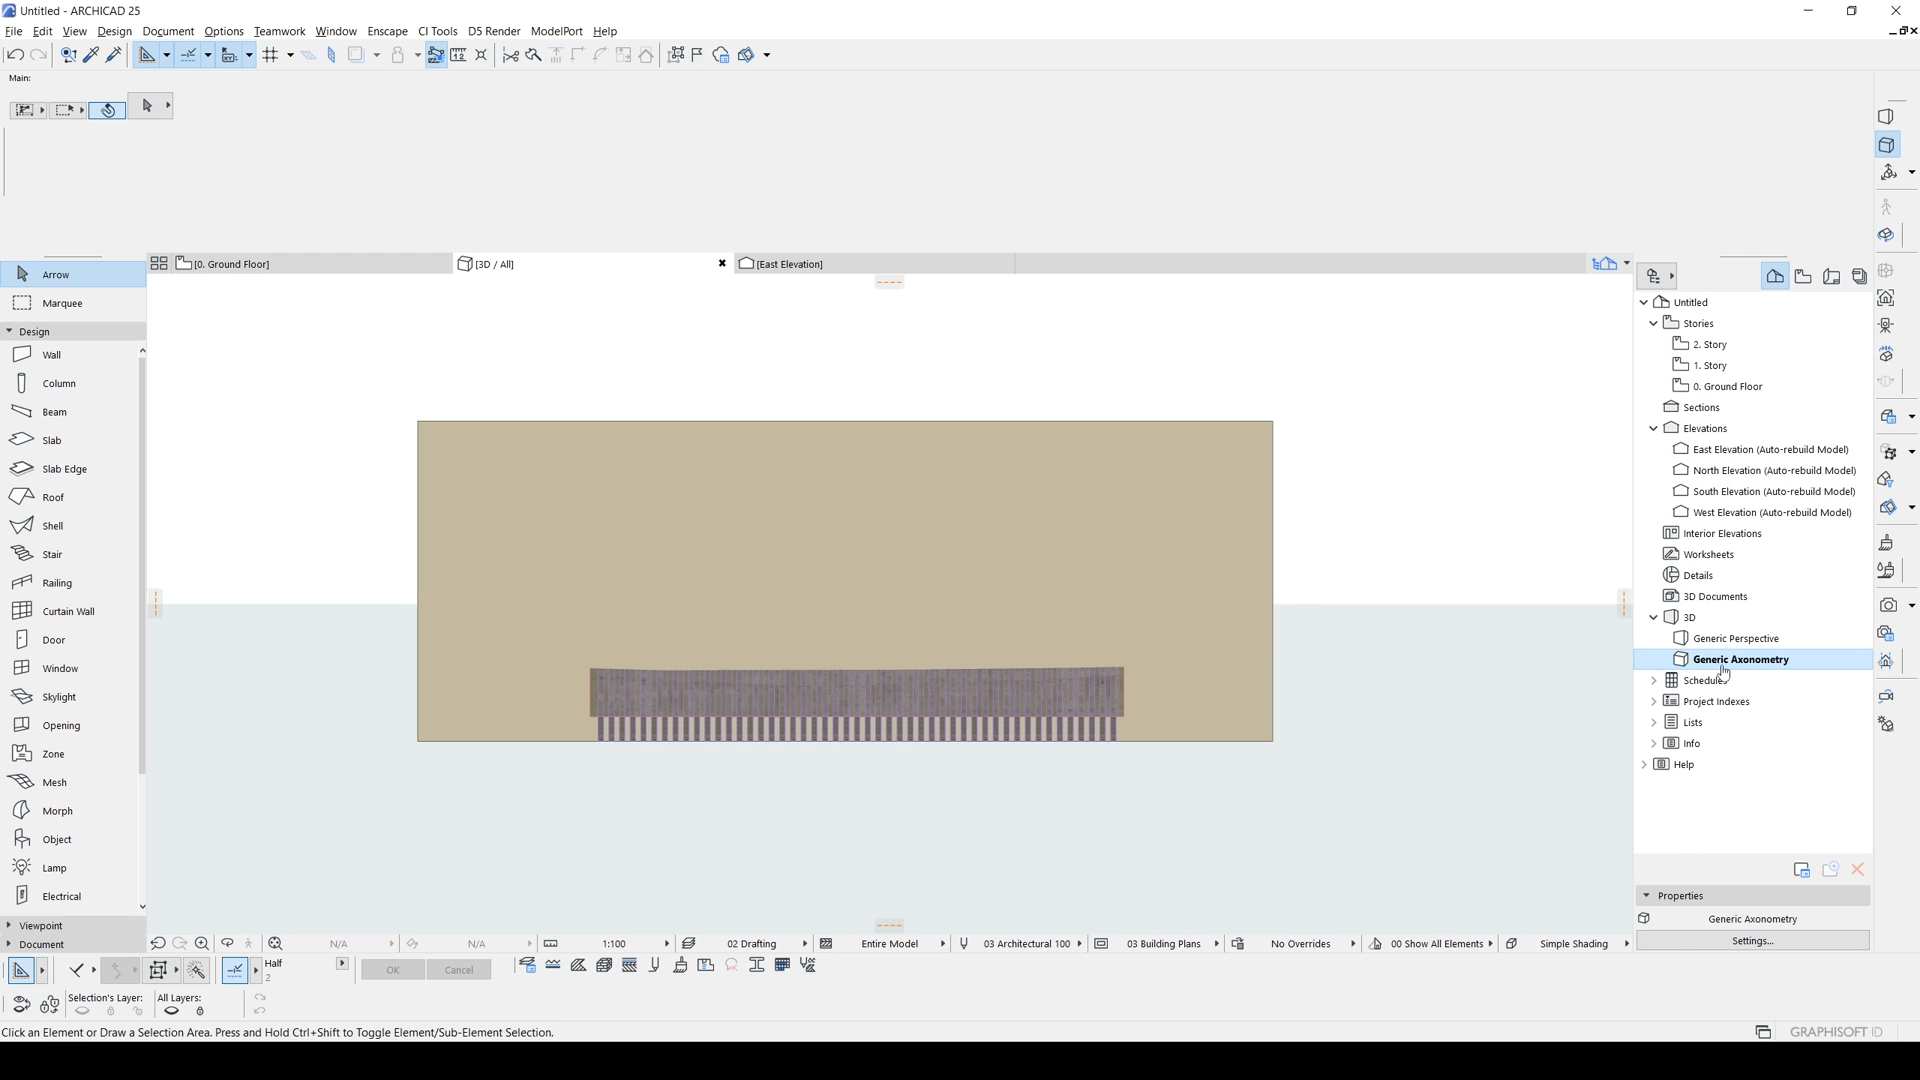 Untitled - ARCHICAD 25
File Edit View Design Document Options Teamwork Window Enscape CI Tools D5 Render ModelPort Help
Main:
[0. Ground Floor] [3D / All] [East Elevation]
Arrow
Marquee
Design
Wall
Column
Beam
Slab
Slab Edge
Roof
Shell
Stair
Railing
Curtain Wall
Door
Window
Skylight
Opening
Zone
Mesh
Morph
Object
Lamp
Electrical
Viewpoint
Document
Untitled
Stories
2. Story
1. Story
0. Ground Floor
Sections
Elevations
East Elevation (Auto-rebuild Model)
North Elevation (Auto-rebuild Model)
South Elevation (Auto-rebuild Model)
West Elevation (Auto-rebuild Model)
Interior Elevations
Worksheets
Details
3D Documents
3D
Generic Perspective
Generic Axonometry
Schedules
Project Indexes
Lists
Info
Help
Properties
Generic Axonometry
Settings...
N/A N/A 1:100 02 Drafting Entire Model 03 Architectural 100 03 Building Plans No Overrides 00 Show All Elements Simple Shading
Half
2
OK Cancel
Selection's Layer: All Layers:
Click an Element or Draw a Selection Area. Press and Hold Ctrl+Shift to Toggle Element/Sub-Element Selection.
GRAPHISOFT ID